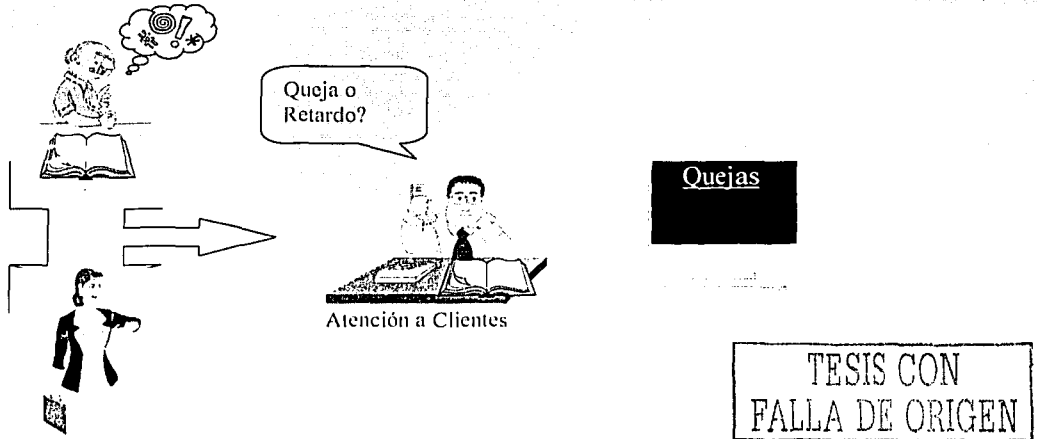 Queja o
Retardo?
Quejas
Atención a Clientes
TESIS CON
FALLA DE ORIGEN